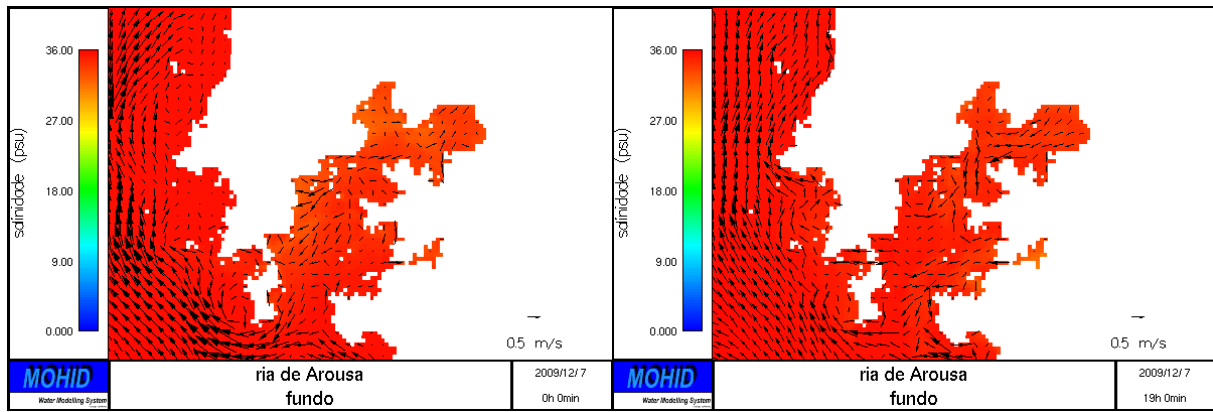 36.00
27.00
18.00
9.00
0.000
salinidade (psu)
0.5 m/s
MOHID
Water Modelling System
ria de Arousa
fundo
2009/12/ 7
0h 0min
36.00
27.00
18.00
9.00
0.000
salinidade (psu)
0.5 m/s
MOHID
Water Modelling System
ria de Arousa
fundo
2009/12/ 7
19h 0min